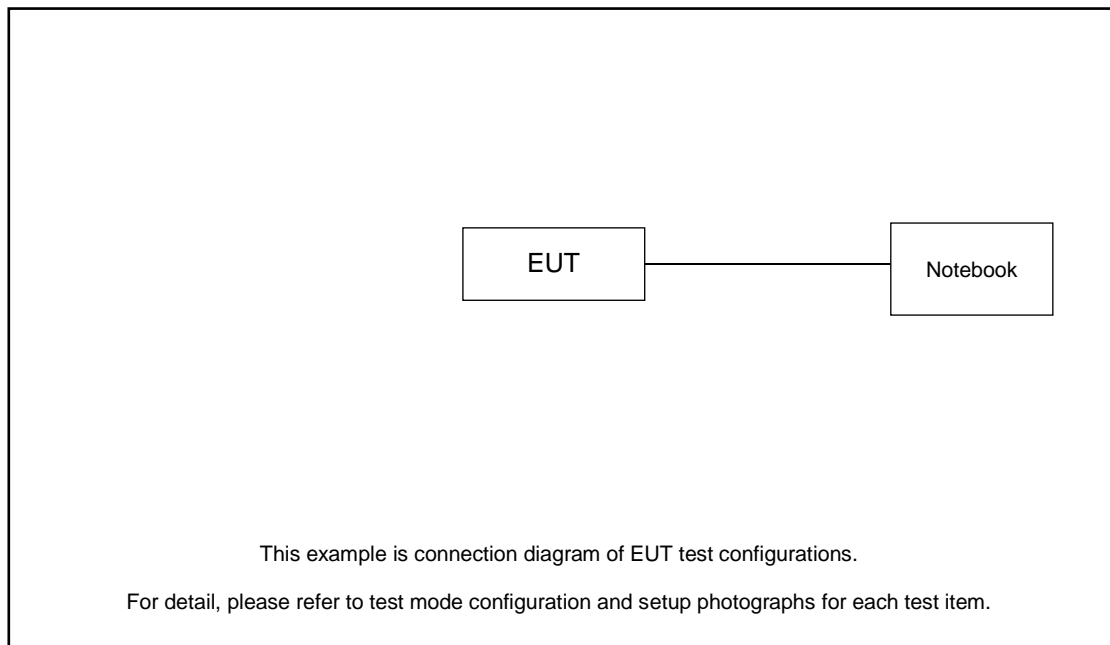 EUT
Notebook
This example is connection diagram of EUT test configurations.
For detail, please refer to test mode configuration and setup photographs for each test item.